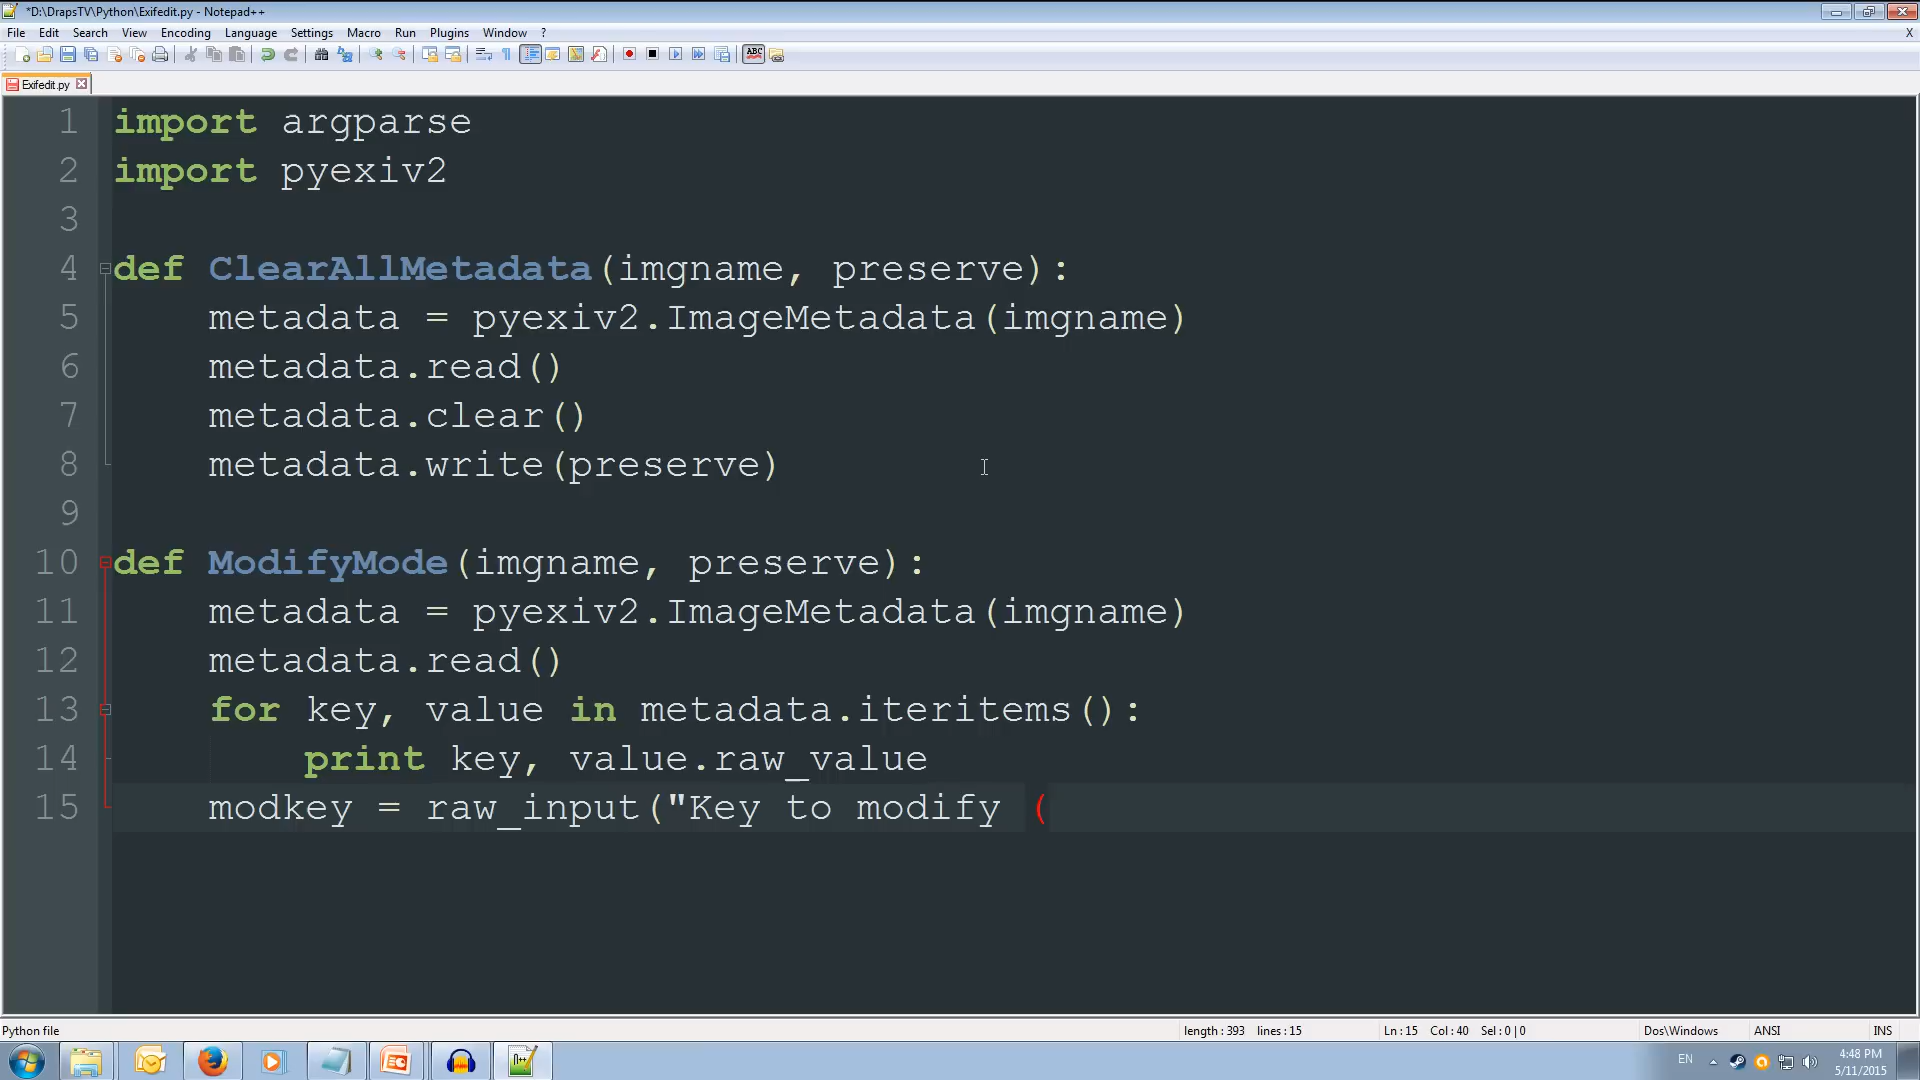 *D:\DrapsTV\Python\Exifedit.py - Notepad++
File Edit Search View Encoding Language Settings Macro Run Plugins Window ? X
ABC
Exifedit.py
1 import argparse
2 import pyexiv2
3
4 def ClearAllMetadata(imgname, preserve):
5 metadata = pyexiv2.ImageMetadata(imgname)
6 metadata.read()
7 metadata.clear()
8 metadata.write(preserve)
9
10 def ModifyMode(imgname, preserve):
11 metadata = pyexiv2.ImageMetadata(imgname)
12 metadata.read()
13 for key, value in metadata.iteritems():
14 print key, value.raw_value
15 modkey = raw_input("Key to modify (
Python file length : 393 lines : 15 Ln : 15 Col : 40 Sel : 0 | 0 Dos\Windows ANSI INS
EN 4:48 PM
5/11/2015